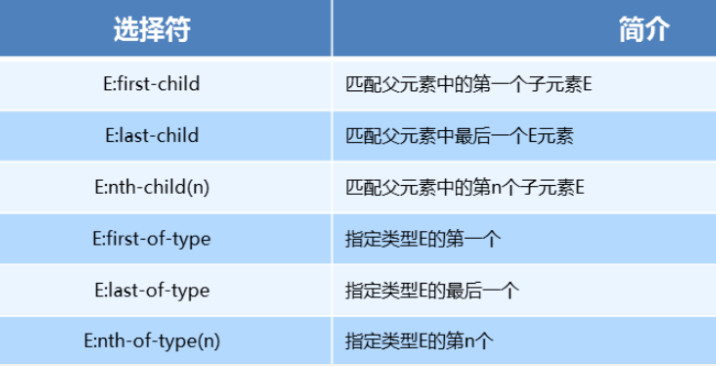 选择符 简介
E:first-child 匹配父元素中的第一个子元素E
E:last-child 匹配父元素中最后一个E元素
E:nth-child(n) 匹配父元素中的第n个子元素E
E:first-of-type 指定类型E的第一个
E:last-of-type 指定类型E的最后一个
E:nth-of-type(n) 指定类型E的第n个